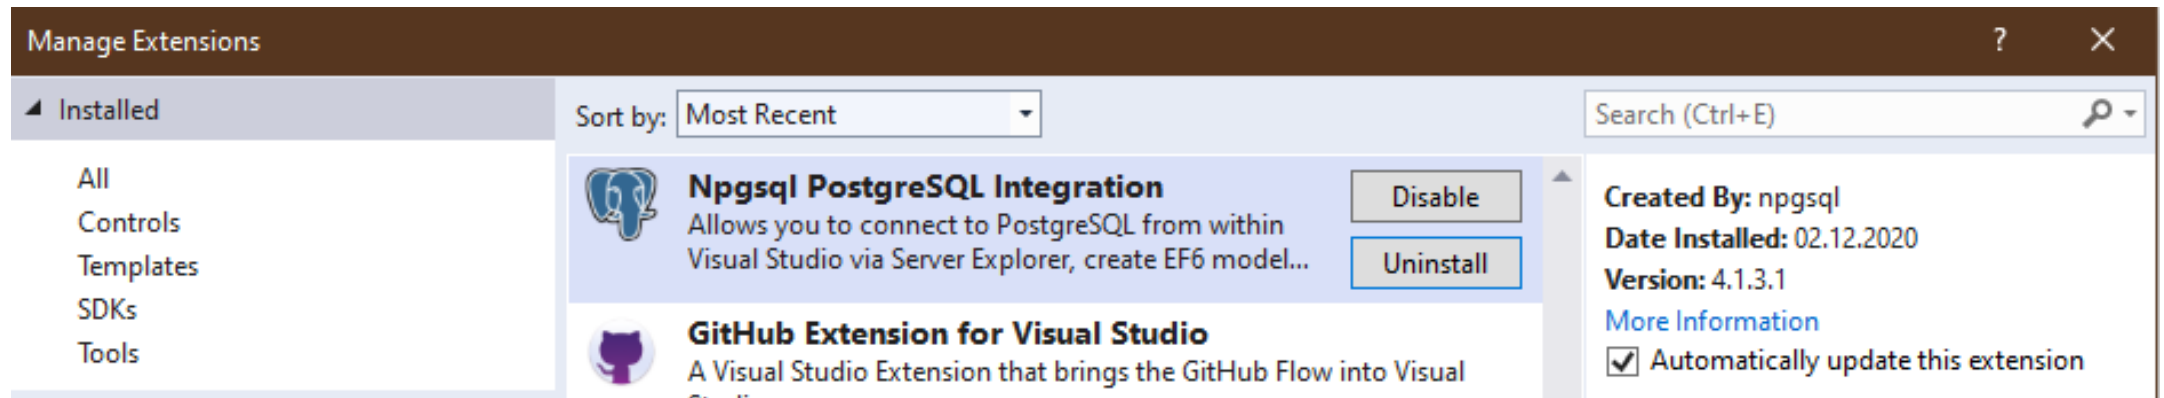 Manage Extensions
?
Installed
All
Controls
Templates
SDKs
Tools
Sort by: Most Recent
Npgsql PostgreSQL Integration
Allows you to connect to PostgreSQL from within
Visual Studio via Server Explorer, create EF6 model...
Disable
Uninstall
GitHub Extension for Visual Studio
A Visual Studio Extension that brings the GitHub Flow into Visual
Search (Ctrl+E)
Created By: npgsql
Date Installed: 02.12.2020
Version: 4.1.3.1
More Information
Automatically update this extension